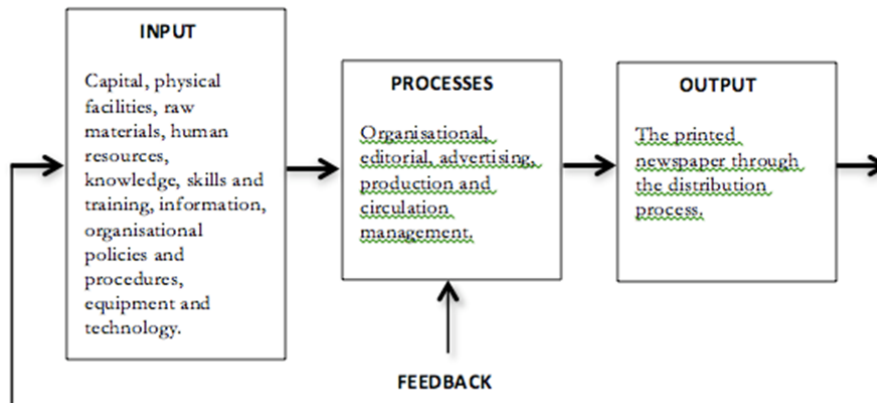 INPUT
Capital, physical
facilities, raw
materials, human
resources,
knowledge, skills and
training, information,
organisational
policies and
procedures,
equipment and
technology.
PROCESSES
Organisational,
editorial, advertising,
production and
circulation
management.
OUTPUT
The printed
newspaper through
the distribution
process.
FEEDBACK